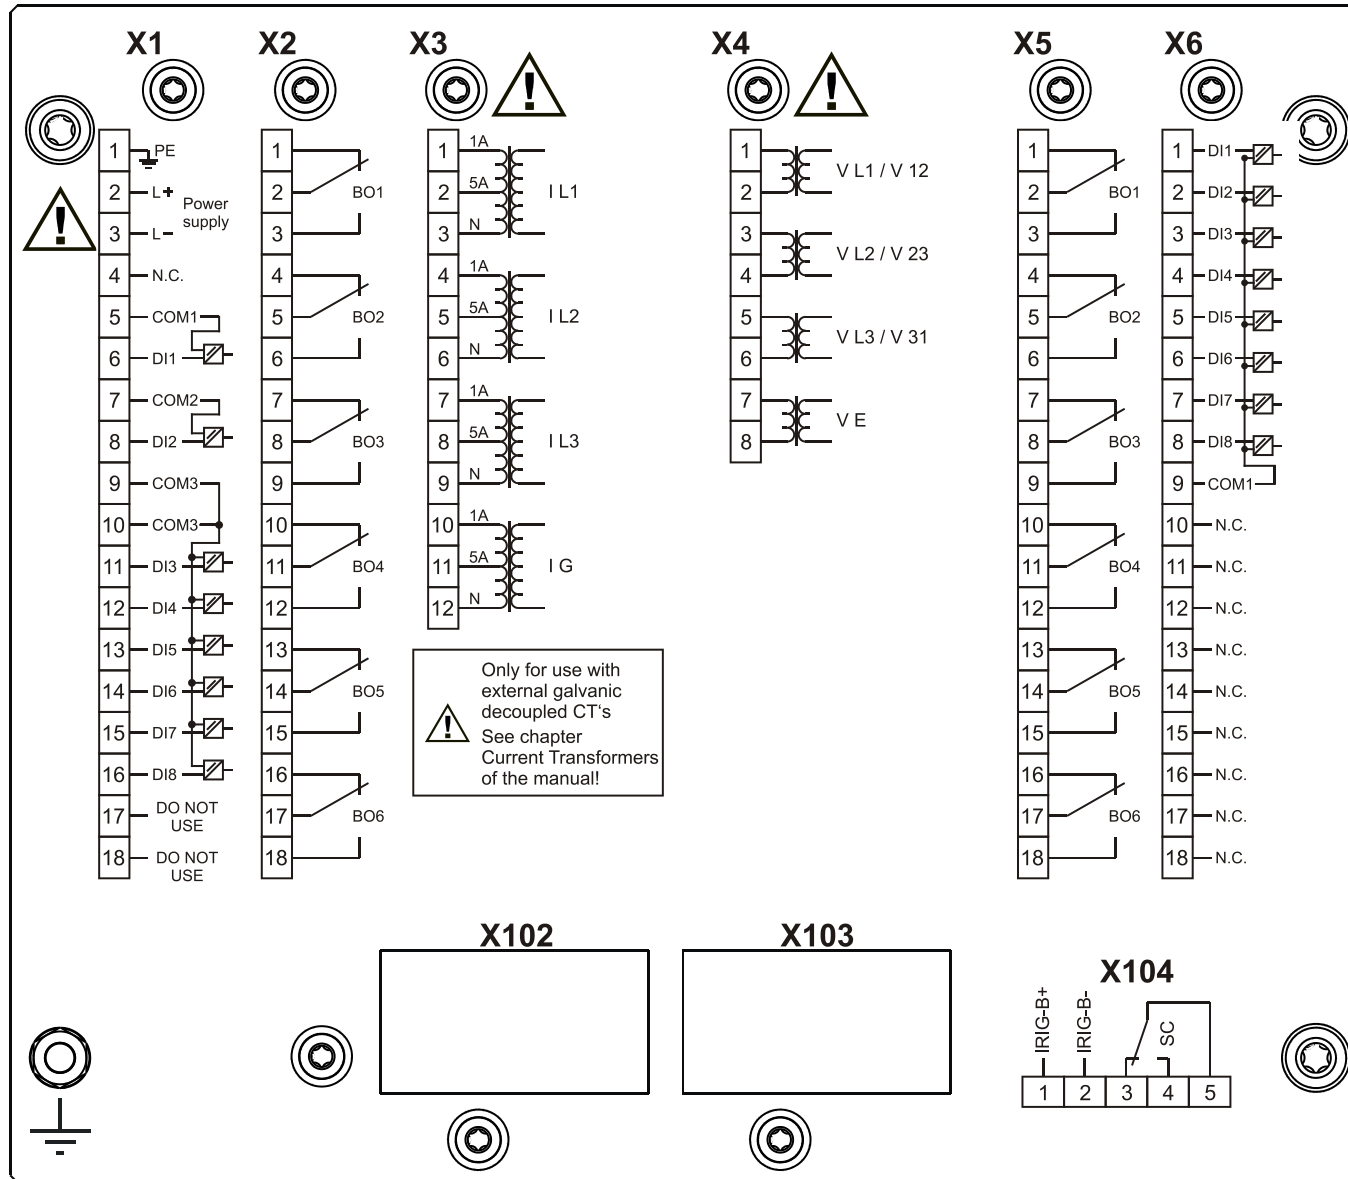 X1
X2
X3
X4
X5
X6
1 PE
2 L+
Power
supply
3 L-
4 N.C.
5 COM1
6 DI1
7 COM2
8 DI2
9 COM3
10 COM3
11 DI3
12 DI4
13 DI5
14 DI6
15 DI7
16 DI8
17 DO NOT
USE
18 DO NOT
USE
1
2 BO1
3
4
5 BO2
6
7
8 BO3
9
10
11 BO4
12
13
14 BO5
15
16
17 BO6
18
1 1A
2 5A I L1
3 N
4 1A
5 5A I L2
6 N
7 1A
8 5A I L3
9 N
10 1A
11 5A I G
12 N
Only for use with
external galvanic
decoupled CT's
See chapter
Current Transformers
of the manual!
1
V L1 / V 12
2
3
V L2 / V 23
4
5
V L3 / V 31
6
7
V E
8
1
2 BO1
3
4
5 BO2
6
7
8 BO3
9
10
11 BO4
12
13
14 BO5
15
16
17 BO6
18
1 DI1
2 DI2
3 DI3
4 DI4
5 DI5
6 DI6
7 DI7
8 DI8
9 COM1
10 N.C.
11 N.C.
12 N.C.
13 N.C.
14 N.C.
15 N.C.
16 N.C.
17 N.C.
18 N.C.
X102
X103
X104
IRIG-B+
IRIG-B-
SC
1 2 3 4 5